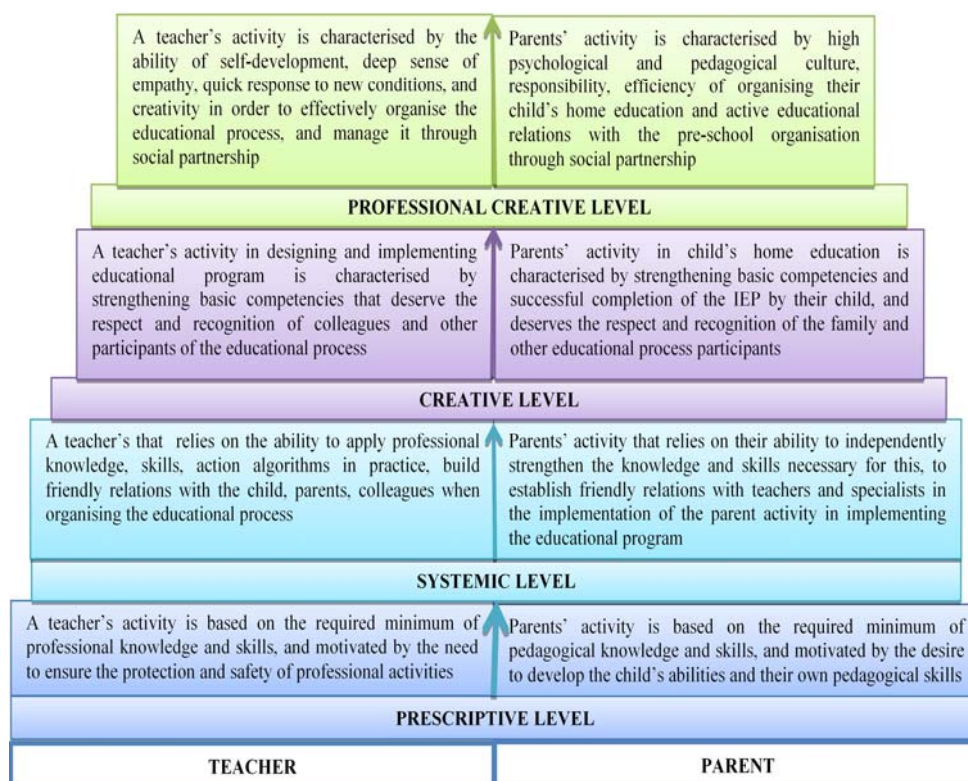 A teacher's activity is characterised by the
ability of self-development, deep sense of
empathy, quick response to new conditions, and
creativity in order to effectively organise the
educational process, and manage it through
social partnership
Parents' activity is characterised by high
psychological and pedagogical culture,
responsibility, efficiency of organising their
child's home education and active educational
relations with the pre-school organisation
through social partnership
PROFESSIONAL CREATIVE LEVEL
A teacher's activity in designing and implementing
educational program is characterised by
strengthening basic competencies that deserve the
respect and recognition of colleagues and other
participants of the educational process
Parents' activity in child's home education is
characterised by strengthening basic competencies and
successful completion of the IEP by their child, and
deserves the respect and recognition of the family and
other educational process participants
CREATIVE LEVEL
A teacher's that relies on the ability to apply professional
knowledge, skills, action algorithms in practice, build
friendly relations with the child, parents, colleagues when
organising the educational process
Parents' activity that relies on their ability to independently
strengthen the knowledge and skills necessary for this, to
establish friendly relations with teachers and specialists in
the implementation of the parent activity in implementing
the educational program
SYSTEMIC LEVEL
A teacher's activity is based on the required minimum of
professional knowledge and skills, and motivated by the need
to ensure the protection and safety of professional activities
Parents' activity is based on the required minimum of
pedagogical knowledge and skills, and motivated by the desire
to develop the child's abilities and their own pedagogical skills
PRESCRIPTIVE LEVEL
TEACHER
PARENT